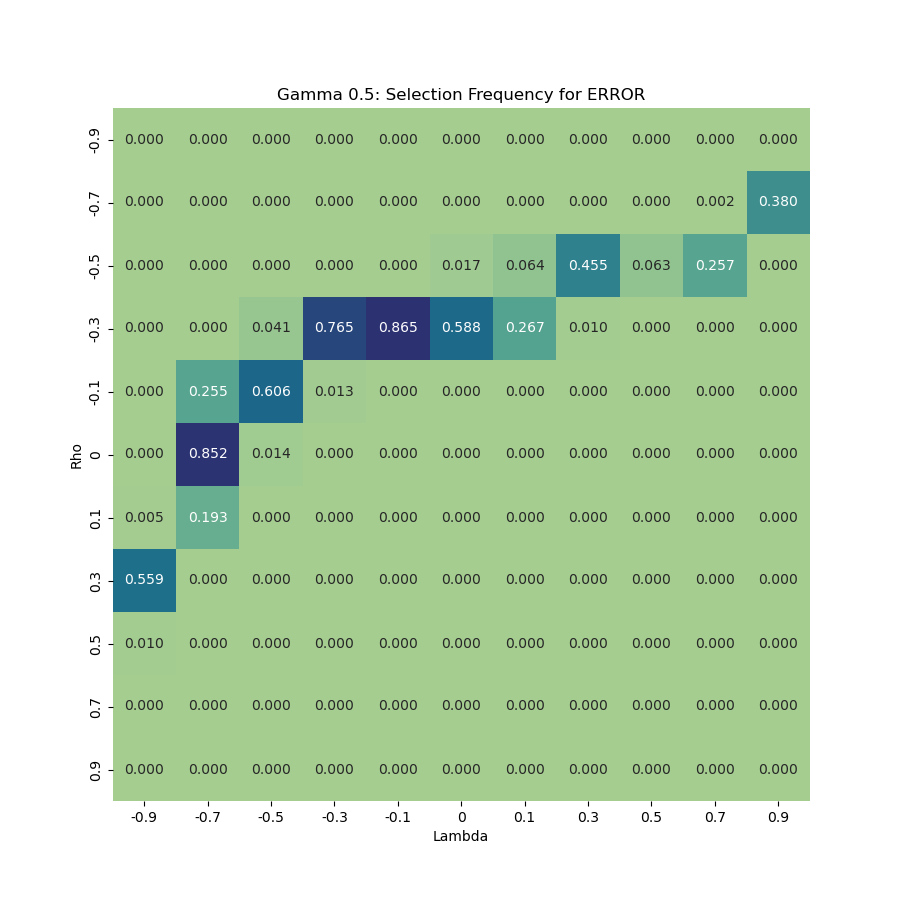 Gamma 0.5: Selection Frequency for ERROR
-0.9 0.000 0.000 0.000 0.000 0.000 0.000 0.000 0.000 0.000 0.000 0.000
-0.7 0.000 0.000 0.000 0.000 0.000 0.000 0.000 0.000 0.000 0.002 0.380
-0.5 0.000 0.000 0.000 0.000 0.000 0.017 0.064 0.455 0.063 0.257 0.000
-0.3 0.000 0.000 0.041 0.765 0.865 0.588 0.267 0.010 0.000 0.000 0.000
-0.1 0.000 0.255 0.606 0.013 0.000 0.000 0.000 0.000 0.000 0.000 0.000
Rho
0 0.000 0.852 0.014 0.000 0.000 0.000 0.000 0.000 0.000 0.000 0.000
0.1 0.005 0.193 0.000 0.000 0.000 0.000 0.000 0.000 0.000 0.000 0.000
0.3 0.559 0.000 0.000 0.000 0.000 0.000 0.000 0.000 0.000 0.000 0.000
0.5 0.010 0.000 0.000 0.000 0.000 0.000 0.000 0.000 0.000 0.000 0.000
0.7 0.000 0.000 0.000 0.000 0.000 0.000 0.000 0.000 0.000 0.000 0.000
0.9 0.000 0.000 0.000 0.000 0.000 0.000 0.000 0.000 0.000 0.000 0.000
-0.9 -0.7 -0.5 -0.3 -0.1 0 0.1 0.3 0.5 0.7 0.9
Lambda